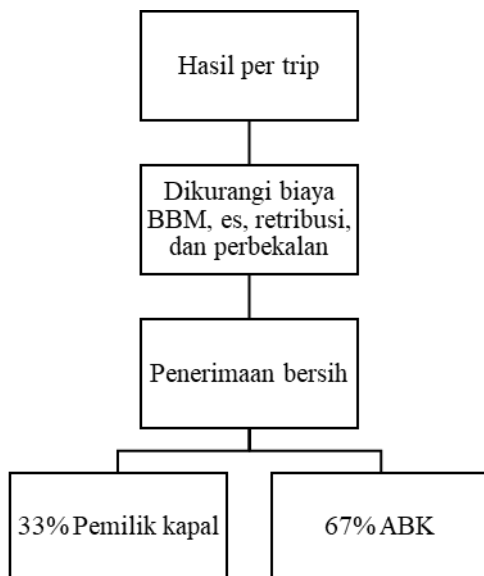 Hasil per trip
Dikurangi biaya
BBM, es, retribusi,
dan perbekalan
Penerimaan bersih
33% Pemilik kapal
67% ABK